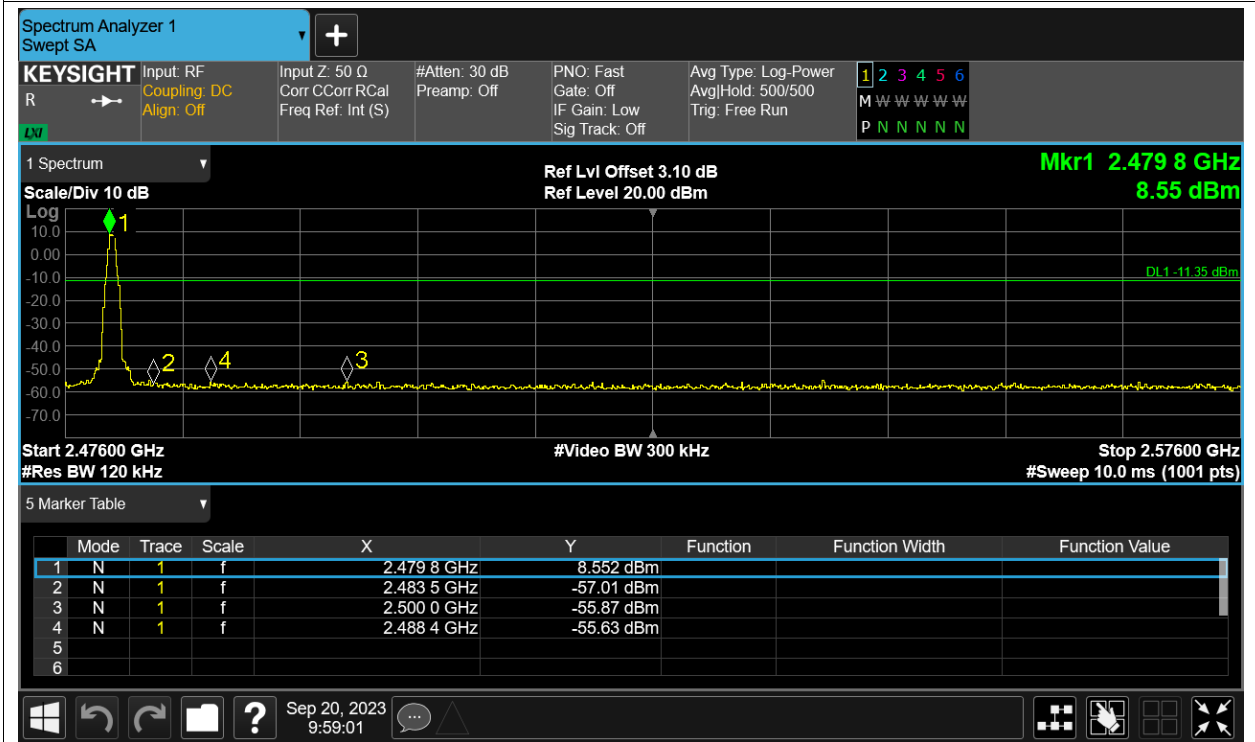 Spectrum Analyzer 1
Swept SA
+
KEYSIGHT Input: RF Input Z: 50 Ω #Atten: 30 dB PNO: Fast Avg Type: Log-Power 1 2 3 4 5 6
R Coupling: DC Corr CCorr RCal Preamp: Off Gate: Off Avg|Hold: 500/500 M W W W W W
Align: Off Freq Ref: Int (S) IF Gain: Low Trig: Free Run
LXI Sig Track: Off P N N N N N
1 Spectrum Ref Lvl Offset 3.10 dB Mkr1 2.479 8 GHz
Scale/Div 10 dB Ref Level 20.00 dBm 8.55 dBm
Log
1
10.0
0.00
DL1 -11.35 dBm
-10.0
-20.0
-30.0
-40.0
2 4 3
-50.0
-60.0
-70.0
Start 2.47600 GHz #Video BW 300 kHz Stop 2.57600 GHz
#Res BW 120 kHz #Sweep 10.0 ms (1001 pts)
5 Marker Table
Mode Trace Scale X Y Function Function Width Function Value
1 N 1 f 2.479 8 GHz 8.552 dBm
2 N 1 f 2.483 5 GHz -57.01 dBm
3 N 1 f 2.500 0 GHz -55.87 dBm
4 N 1 f 2.488 4 GHz -55.63 dBm
5
6
? Sep 20, 2023
9:59:01